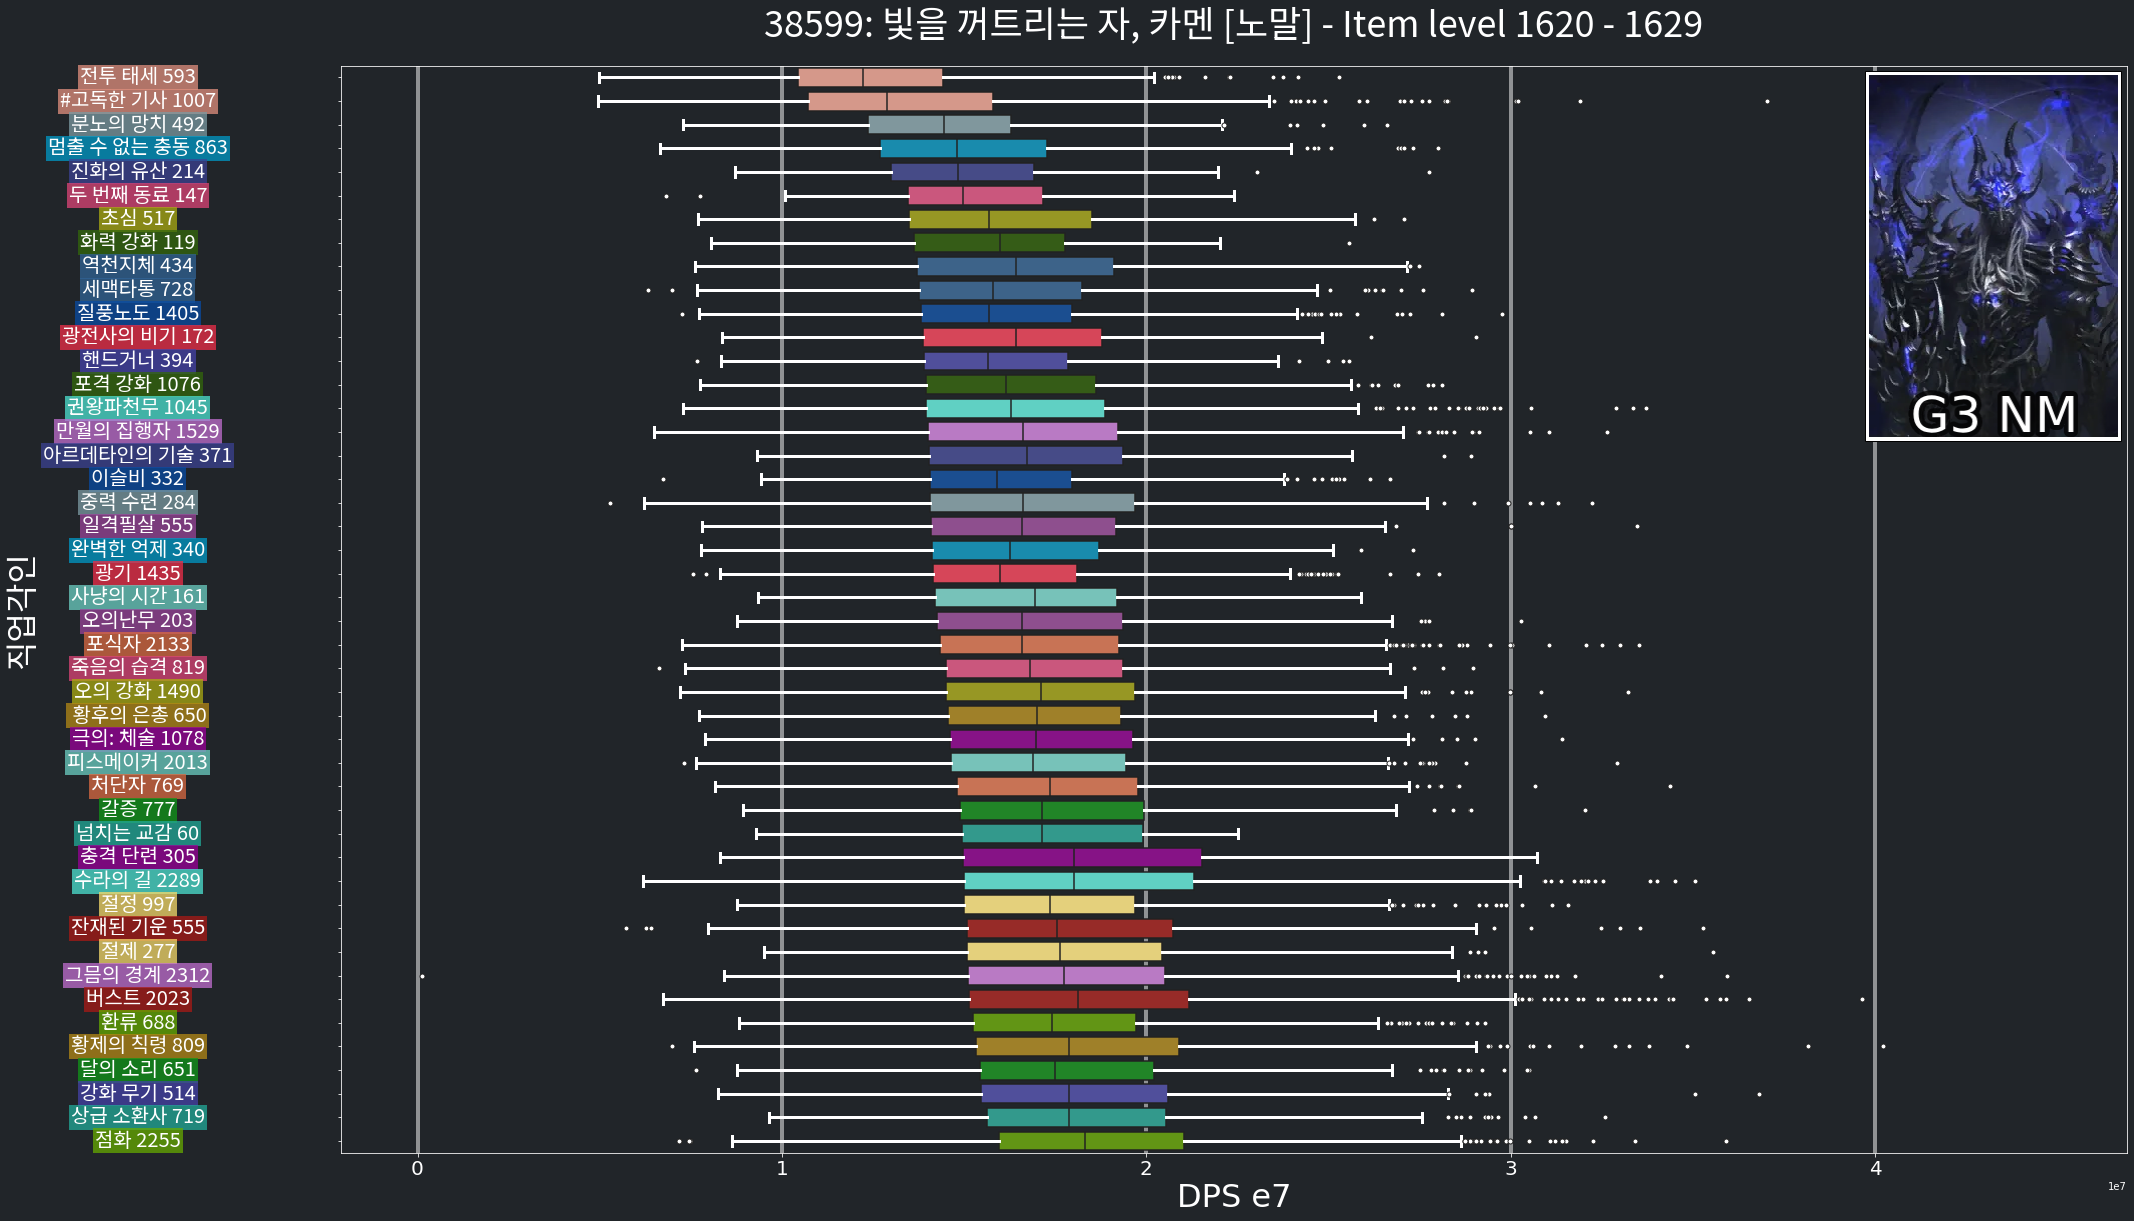 38599: 빛을 꺼트리는 자, 카멘 [노말] - Item level 1620 - 1629
전투 태세 593
#고독한 기사 1007
분노의 망치 492
멈출 수 없는 충동 863
진화의 유산 214
두 번째 동료 147
초심 517
화력 강화 119
역천지체 434
세맥타통 728
질풍노도 1405
광전사의 비기 172
핸드거너 394
포격 강화 1076
권왕파천무 1045
만월의 집행자 1529
아르데타인의 기술 371
이슬비 332
중력 수련 284
일격필살 555
완벽한 억제 340
광기 1435
사냥의 시간 161
오의난무 203
포식자 2133
죽음의 습격 819
오의 강화 1490
황후의 은총 650
극의: 체술 1078
피스메이커 2013
처단자 769
갈증 777
넘치는 교감 60
충격 단련 305
수라의 길 2289
절정 997
잔재된 기운 555
절제 277
그믐의 경계 2312
버스트 2023
환류 688
황제의 칙령 809
달의 소리 651
강화 무기 514
상급 소환사 719
점화 2255
직업각인
G3 NM
0 1 2 3 4
DPS e7
1e7